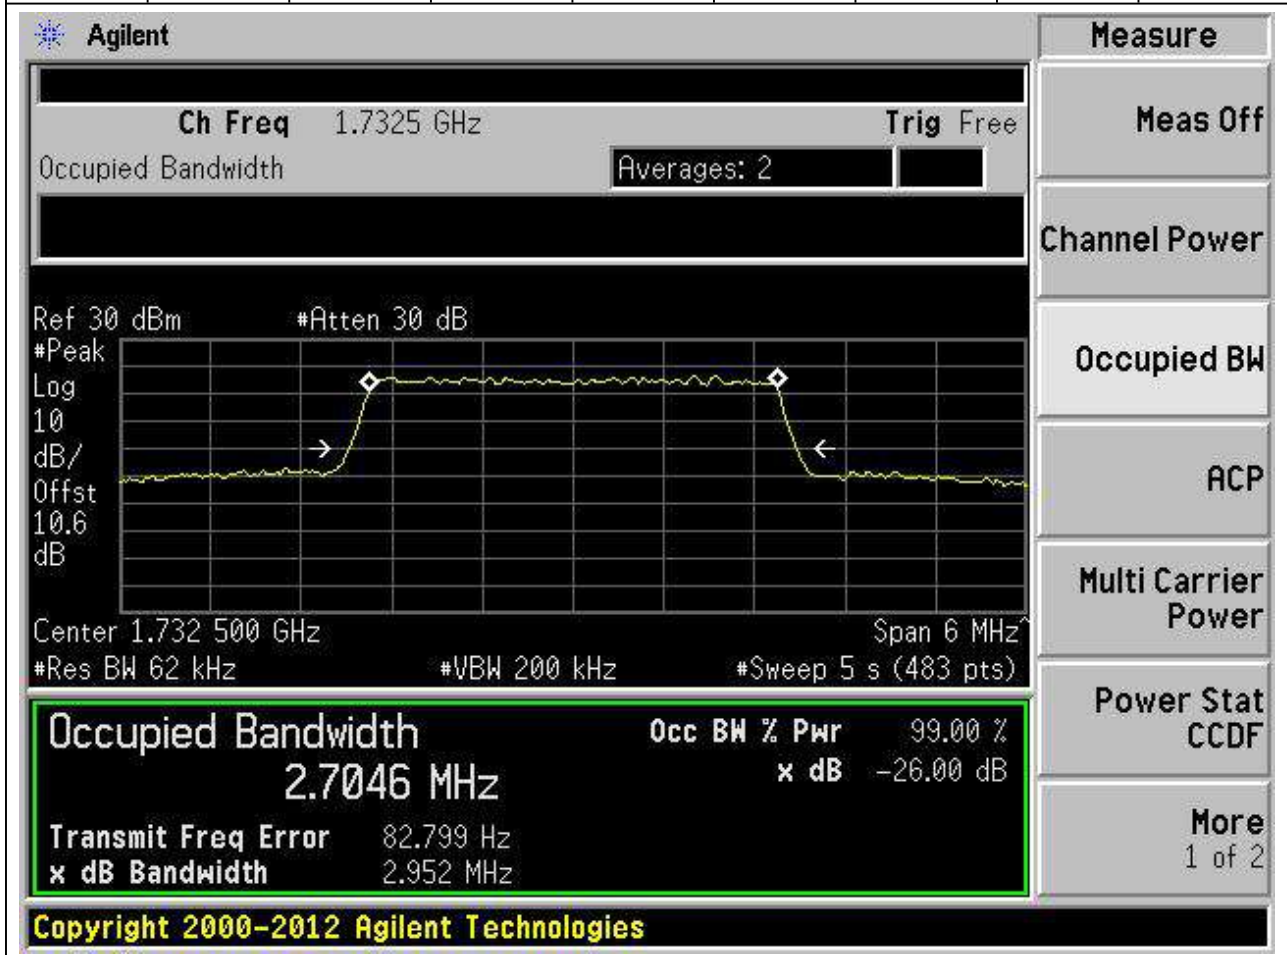 Agilent
Measure
Ch Freq 1.7325 GHz Trig Free
Occupied Bandwidth Averages: 2
Meas Off
Channel Power
Occupied BW
ACP
Multi Carrier
Power
Power Stat
CCDF
More
1 of 2
Ref 30 dBm #Atten 30 dB
#Peak
Log
10
dB/
Offst
10.6
dB
Center 1.732 500 GHz Span 6 MHz^
#Res BW 62 kHz #VBW 200 kHz #Sweep 5 s (483 pts)
Occupied Bandwidth Occ BW % Pwr 99.00 %
2.7046 MHz x dB -26.00 dB
Transmit Freq Error 82.799 Hz
x dB Bandwidth 2.952 MHz
Copyright 2000-2012 Agilent Technologies